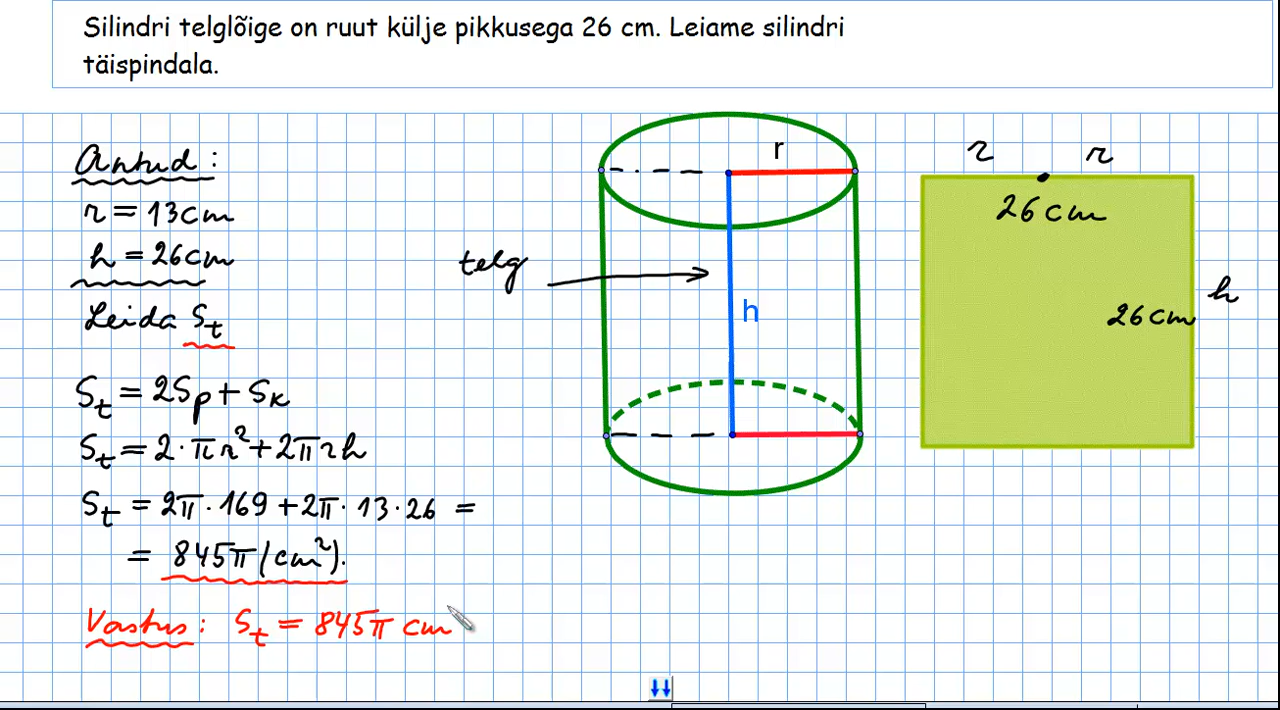 Silindri telglõige on ruut külje pikkusega 26 cm. Leiame silindri
täispindala.
Antud:
r = 13cm
h = 26cm
Leida Sₜ
Sₜ = 2Sₚ + Sₖ
Sₜ = 2·πr² + 2πrh
Sₜ = 2π·169 + 2π·13·26 =
= 845π (cm²).
Vastus: Sₜ = 845π cm
telg
r
h
r r
26 cm
26 cm
h